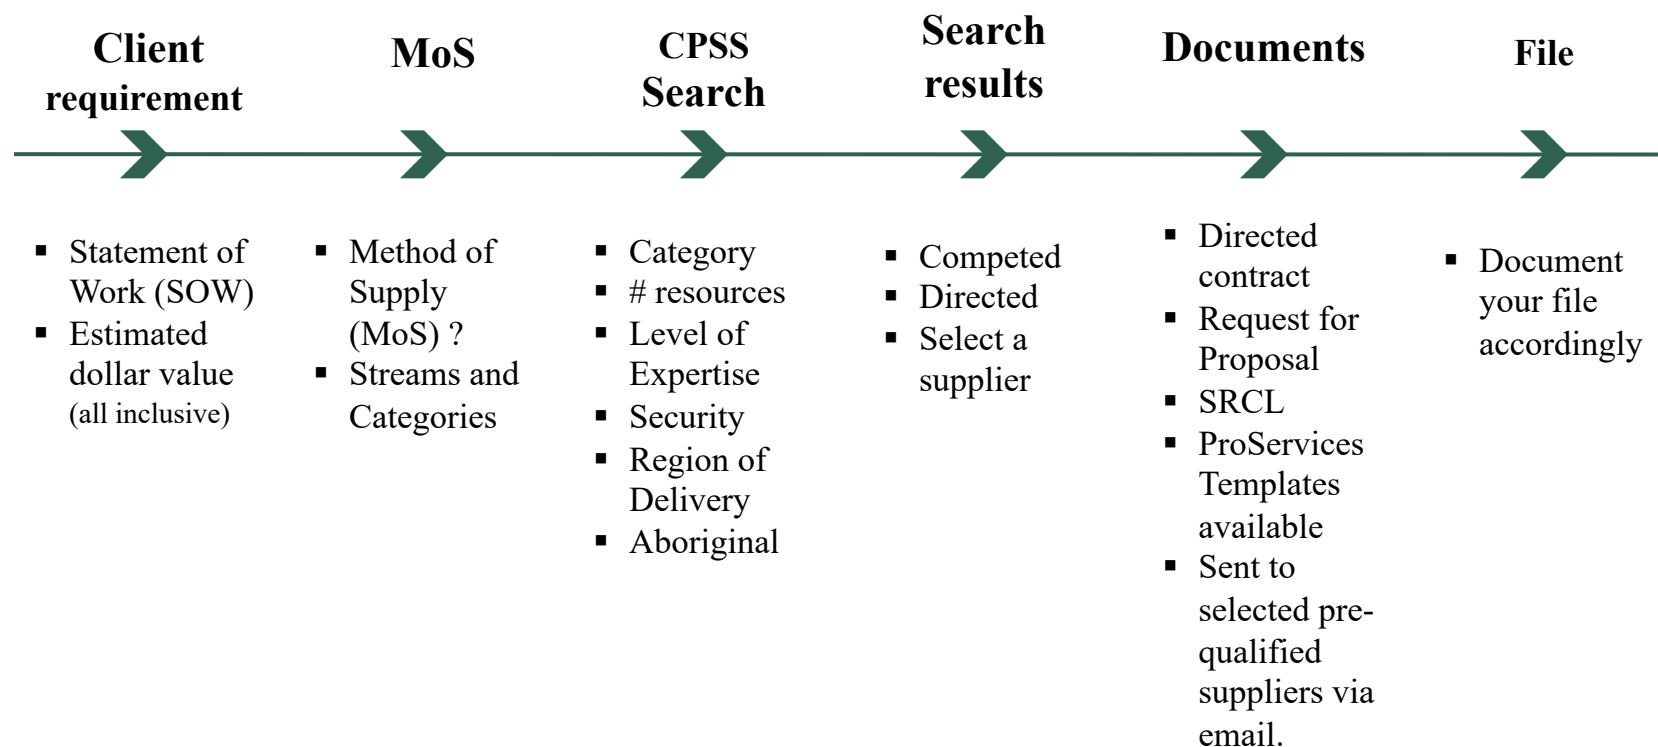 Client
requirement
MoS
CPSS
Search
Search
results
Documents
File
▪ Statement of
Work (SOW)
▪ Estimated
dollar value
(all inclusive)
▪ Method of
Supply
(MoS) ?
▪ Streams and
Categories
▪ Category
▪ # resources
▪ Level of
Expertise
▪ Security
▪ Region of
Delivery
▪ Aboriginal
▪ Competed
▪ Directed
▪ Select a
supplier
▪ Directed
contract
▪ Request for
Proposal
▪ SRCL
▪ ProServices
Templates
available
▪ Sent to
selected pre-
qualified
suppliers via
email.
▪ Document
your file
accordingly